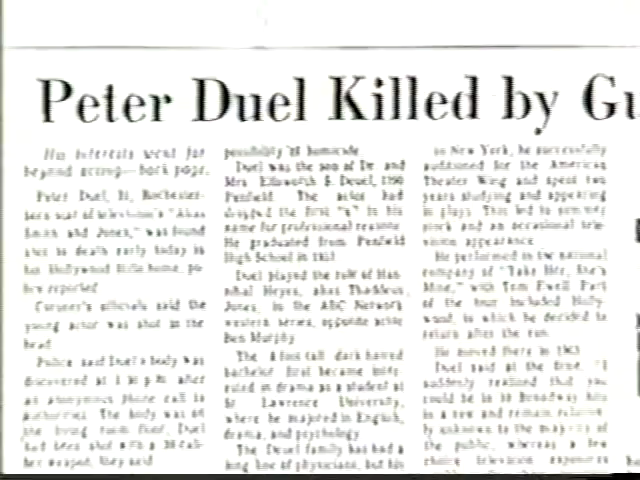 Peter Duel Killed by Gu
His interests went far
beyond acting—back page.
Peter Duel, 31, Rochester-
born star of television's "Alias
Smith and Jones," was found
shot to death early today in
his Hollywood Hills home, po-
lice reported.
Coroner's officials said the
young actor was shot in the
head.
Police said Duel's body was
discovered at after
an anonymous phone call to
authorities. The body was on
the living room floor, Duel
had been shot with a
weapon, they said.
possibility of homicide.
Duel was the son of Dr. and
Mrs. Ellsworth S. Deuel,
Penfield. The actor had
dropped the first "e" in his
name for professional reasons.
He graduated from Penfield
High School in
Duel played the role of Han-
nibal Heyes, alias Thaddeus
Jones, in the ABC Network
western series, opposite actor
Ben Murphy.
The tall, dark haired
bachelor first became inter-
ested in drama as a student at
St. Lawrence University,
where he majored in English,
drama, and psychology.
The Deuel family has had a
long line of physicians, but his
to New York, he successfully
auditioned for the American
Theater Wing and spent two
years studying and appearing
in plays. This led to summer
stock and an occasional tele-
vision appearance.
He performed in the national
company of "Take Her, She's
Mine," with Tom Ewell. Part
of the tour included Holly-
wood, to which he decided to
return after the run.
He moved there in 1963.
Duel said at the time, "I
suddenly realized that you
could be in 10 Broadway hits
in a row and remain relative-
ly unknown to the majority of
the public, whereas a few
choice television exposures